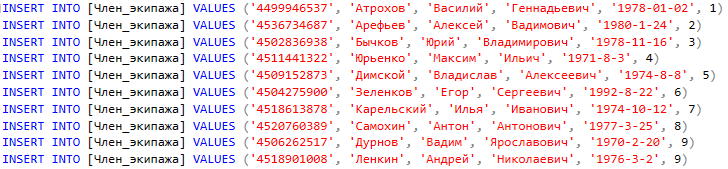 INSERT INTO [Член_экипажа] VALUES ('4499946537', 'Атрохов', 'Василий', 'Геннадьевич', '1978-01-02', 1)
INSERT INTO [Член_экипажа] VALUES ('4536734687', 'Арефьев', 'Алексей', 'Вадимович', '1980-1-24', 2)
INSERT INTO [Член_экипажа] VALUES ('4502836938', 'Бычков', 'Юрий', 'Владимирович', '1978-11-16', 3)
INSERT INTO [Член_экипажа] VALUES ('4511441322', 'Юрьенко', 'Максим', 'Ильич', '1971-8-3', 4)
INSERT INTO [Член_экипажа] VALUES ('4509152873', 'Димской', 'Владислав', 'Алексеевич', '1974-8-8', 5)
INSERT INTO [Член_экипажа] VALUES ('4504275900', 'Зеленков', 'Егор', 'Сергеевич', '1992-8-22', 6)
INSERT INTO [Член_экипажа] VALUES ('4518613878', 'Карельский', 'Илья', 'Иванович', '1974-10-12', 7)
INSERT INTO [Член_экипажа] VALUES ('4520760389', 'Самохин', 'Антон', 'Антонович', '1977-3-25', 8)
INSERT INTO [Член_экипажа] VALUES ('4506262517', 'Дурнов', 'Вадим', 'Ярославович', '1970-2-20', 9)
INSERT INTO [Член_экипажа] VALUES ('4518901008', 'Ленкин', 'Андрей', 'Николаевич', '1976-3-2', 9)